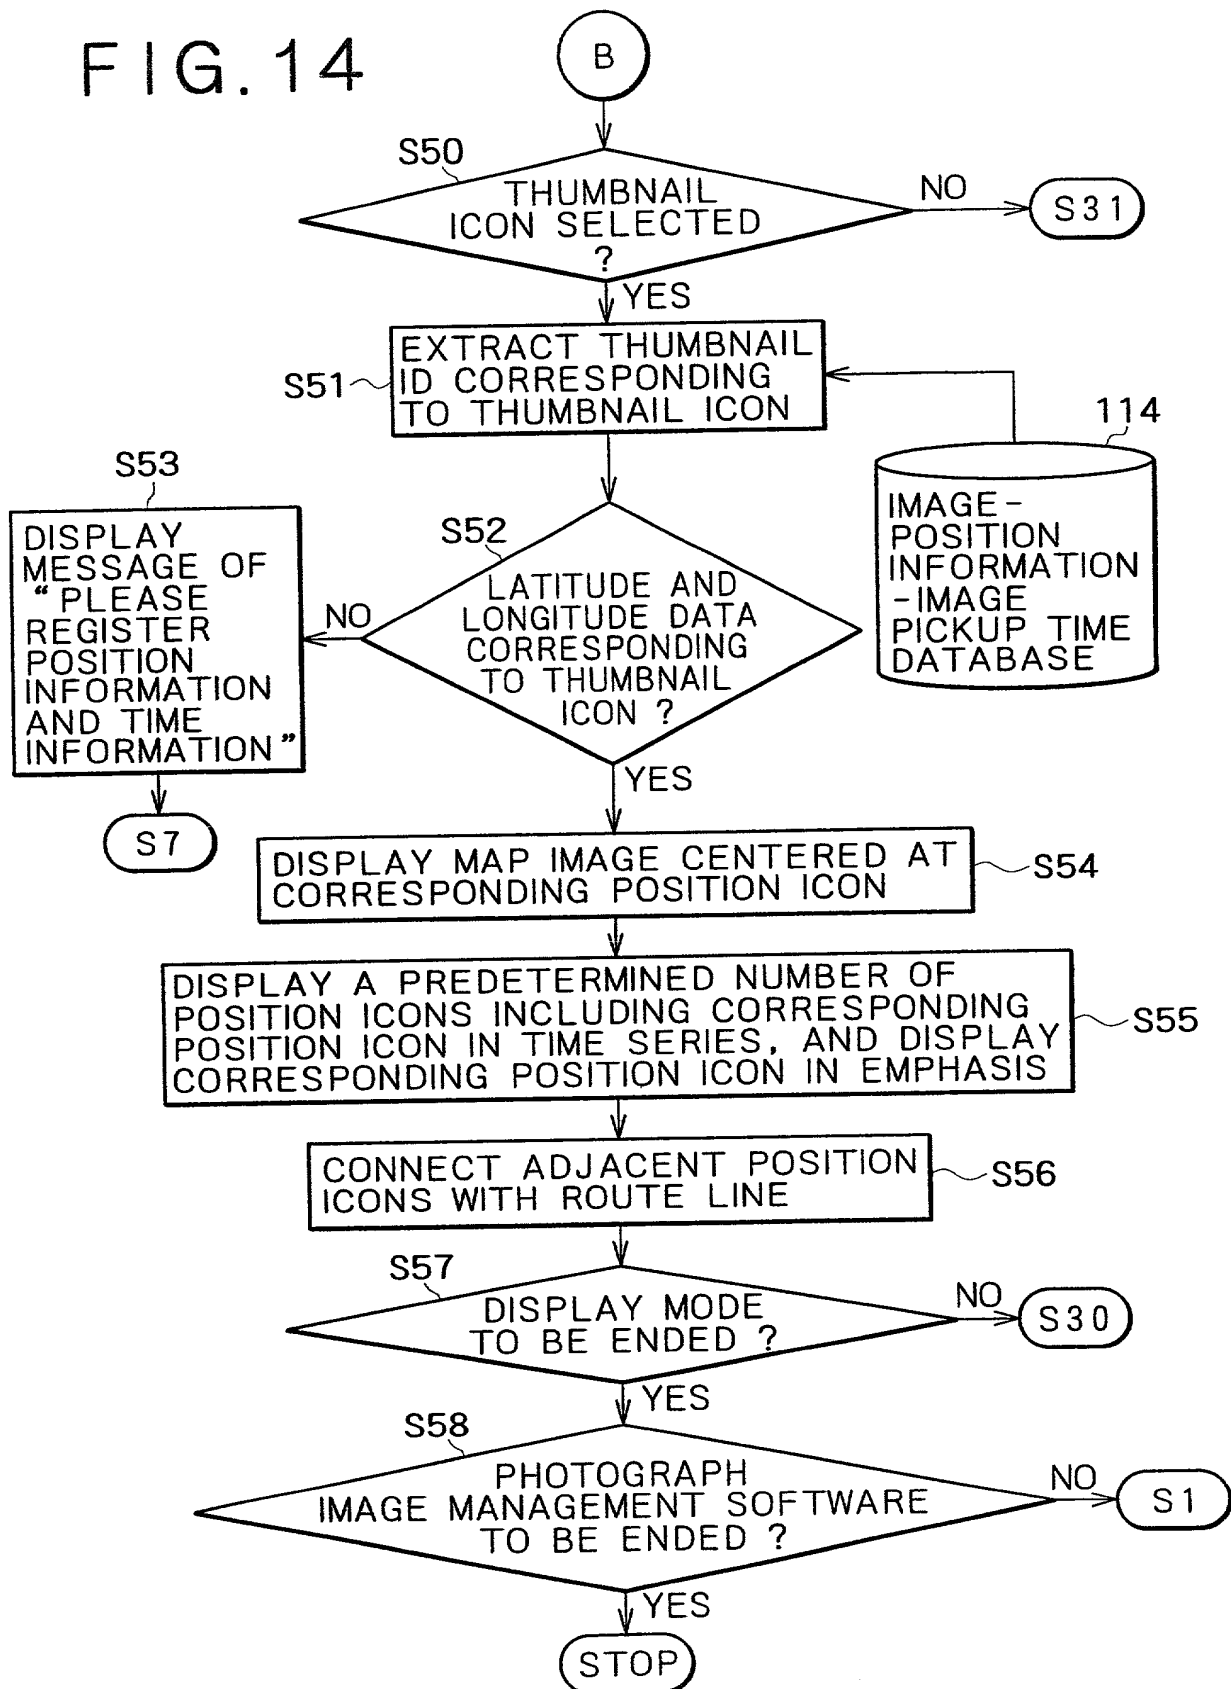 FIG. 14
B
S50
THUMBNAIL
ICON SELECTED
?
NO
S31
YES
S51
EXTRACT THUMBNAIL
ID CORRESPONDING
TO THUMBNAIL ICON
114
IMAGE-
POSITION
INFORMATION
-IMAGE
PICKUP TIME
DATABASE
S52
LATITUDE AND
LONGITUDE DATA
CORRESPONDING
TO THUMBNAIL
ICON ?
NO
S53
DISPLAY
MESSAGE OF
“PLEASE
REGISTER
POSITION
INFORMATION
AND TIME
INFORMATION”
S7
YES
DISPLAY MAP IMAGE CENTERED AT
CORRESPONDING POSITION ICON
S54
DISPLAY A PREDETERMINED NUMBER OF
POSITION ICONS INCLUDING CORRESPONDING
POSITION ICON IN TIME SERIES, AND DISPLAY
CORRESPONDING POSITION ICON IN EMPHASIS
S55
CONNECT ADJACENT POSITION
ICONS WITH ROUTE LINE
S56
S57
DISPLAY MODE
TO BE ENDED ?
NO
S30
YES
S58
PHOTOGRAPH
IMAGE MANAGEMENT SOFTWARE
TO BE ENDED ?
NO
S1
YES
STOP